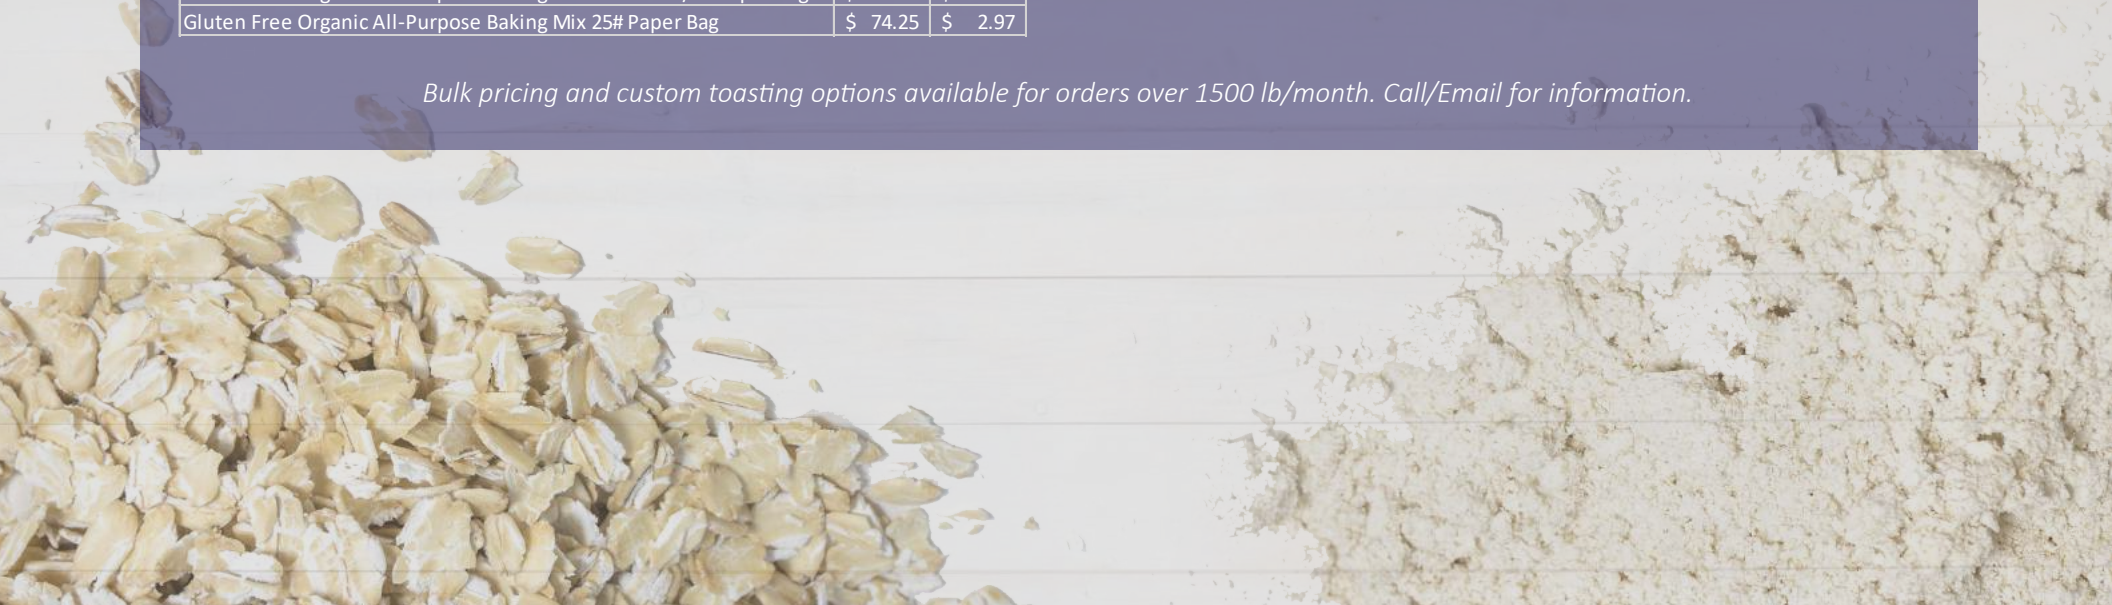 Gluten Free Organic All-Purpose Baking Mix 25# Paper Bag $ 74.25 $ 2.97
Bulk pricing and custom toasting options available for orders over 1500 lb/month. Call/Email for information.